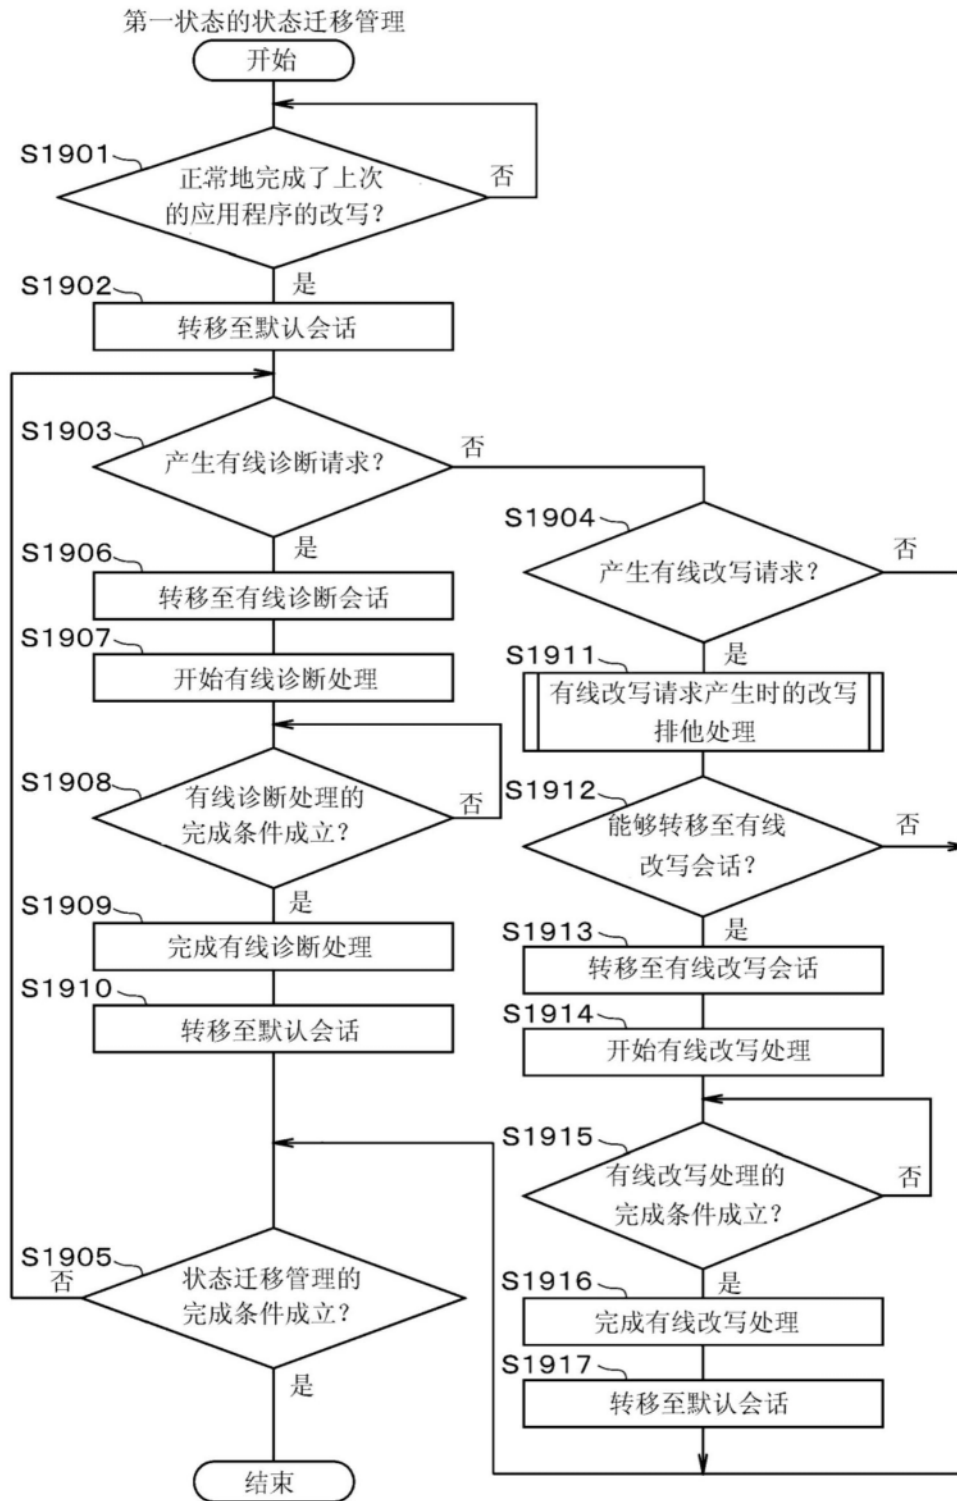 第一状态的状态迁移管理
开始
S1901
正常地完成了上次
的应用程序的改写?
否
是
S1902
转移至默认会话
S1903
产生有线诊断请求?
否
是
S1904
产生有线改写请求?
否
是
S1906
转移至有线诊断会话
S1907
开始有线诊断处理
S1911
有线改写请求产生时的改写
排他处理
S1908
有线诊断处理的
完成条件成立?
否
是
S1912
能够转移至有线
改写会话?
否
是
S1909
完成有线诊断处理
S1910
转移至默认会话
S1913
转移至有线改写会话
S1914
开始有线改写处理
S1915
有线改写处理的
完成条件成立?
否
是
S1905
否
状态迁移管理的
完成条件成立?
是
S1916
完成有线改写处理
S1917
转移至默认会话
结束